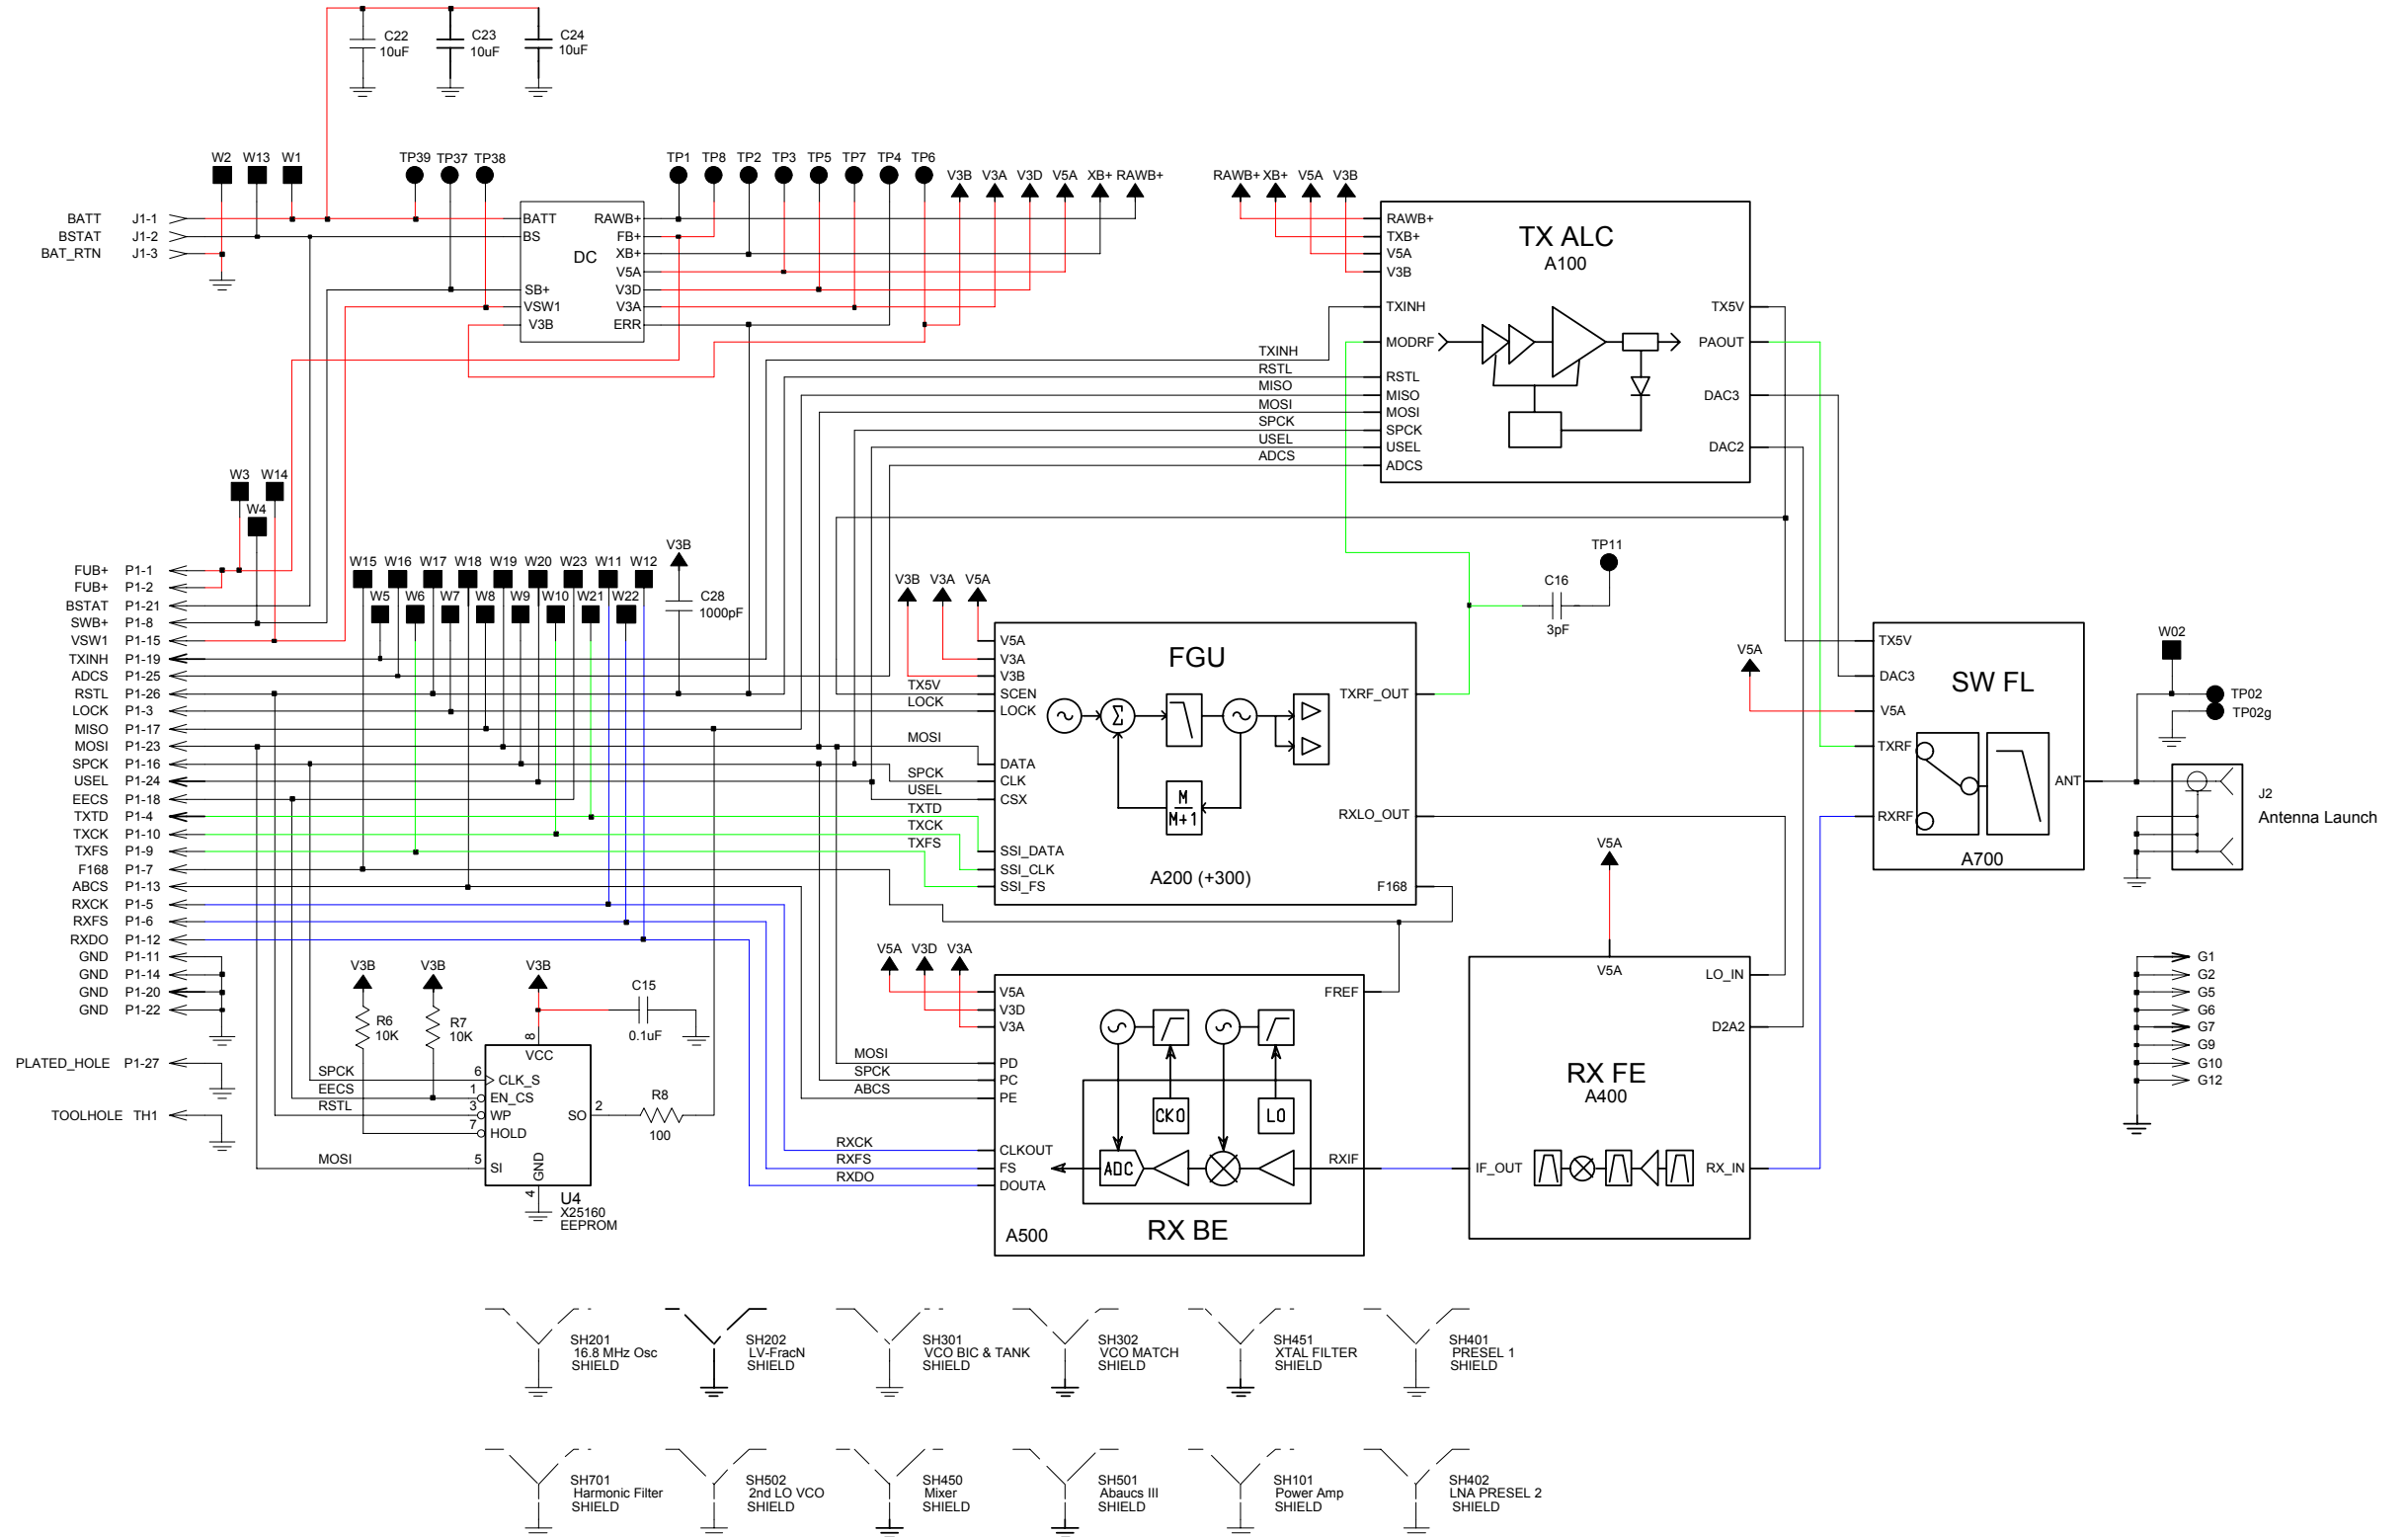 C22
10uF
C23
10uF
C24
10uF
W2 W13 W1
TP39 TP37 TP38
TP1 TP8 TP2 TP3 TP5 TP7 TP4 TP6
V3B V3A V3D V5A XB+ RAWB+
RAWB+ XB+ V5A V3B
BATT J1-1
BSTAT J1-2
BAT_RTN J1-3
BATT
BS
DC
SB+
VSW1
V3B
RAWB+
FB+
XB+
V5A
V3D
V3A
ERR
TX ALC
A100
RAWB+
TXB+
V5A
V3B
TXINH
MODRF
RSTL
MISO
MOSI
SPCK
USEL
ADCS
TX5V
PAOUT
DAC3
DAC2
TXINH
RSTL
MISO
MOSI
SPCK
USEL
ADCS
W3 W14
W4
W15 W16 W17 W18 W19 W20 W23 W11 W12
W5 W6 W7 W8 W9 W10 W21 W22
V3B
C28
1000pF
FUB+ P1-1
FUB+ P1-2
BSTAT P1-21
SWB+ P1-8
VSW1 P1-15
TXINH P1-19
ADCS P1-25
RSTL P1-26
LOCK P1-3
MISO P1-17
MOSI P1-23
SPCK P1-16
USEL P1-24
EECS P1-18
TXTD P1-4
TXCK P1-10
TXFS P1-9
F168 P1-7
ABCS P1-13
RXCK P1-5
RXFS P1-6
RXDO P1-12
GND P1-11
GND P1-14
GND P1-20
GND P1-22
PLATED_HOLE P1-27
TOOLHOLE TH1
V3B V3A V5A
FGU
V5A
V3A
V3B
SCEN
LOCK
DATA
CLK
CSX
SSI_DATA
SSI_CLK
SSI_FS
TX5V
LOCK
MOSI
SPCK
USEL
TXTD
TXCK
TXFS
Σ
M
M+1
TXRF_OUT
RXLO_OUT
F168
A200 (+300)
TP11
C16
3pF
V5A
SW FL
TX5V
DAC3
V5A
TXRF
RXRF
ANT
A700
W02
TP02
TP02g
J2
Antenna Launch
V3B V3B V3B
R6
10K
R7
10K
C15
0.1uF
8
VCC
6 CLK_S
1 EN_CS
3 WP
7 HOLD
5 SI
SO 2
GND
4
SPCK
EECS
RSTL
MOSI
R8
100
U4
X25160
EEPROM
V5A V3D V3A
V5A
V3D
V3A
PD
PC
PE
CLKOUT
FS
DOUTA
MOSI
SPCK
ABCS
RXCK
RXFS
RXDO
FREF
CKO
LO
ADC
RXIF
A500
RX BE
V5A
V5A
LO_IN
D2A2
RX FE
A400
IF_OUT
RX_IN
G1
G2
G5
G6
G7
G9
G10
G12
SH201
16.8 MHz Osc
SHIELD
SH202
LV-FracN
SHIELD
SH301
VCO BIC & TANK
SHIELD
SH302
VCO MATCH
SHIELD
SH451
XTAL FILTER
SHIELD
SH401
PRESEL 1
SHIELD
SH701
Harmonic Filter
SHIELD
SH502
2nd LO VCO
SHIELD
SH450
Mixer
SHIELD
SH501
Abaucs III
SHIELD
SH101
Power Amp
SHIELD
SH402
LNA PRESEL 2
SHIELD